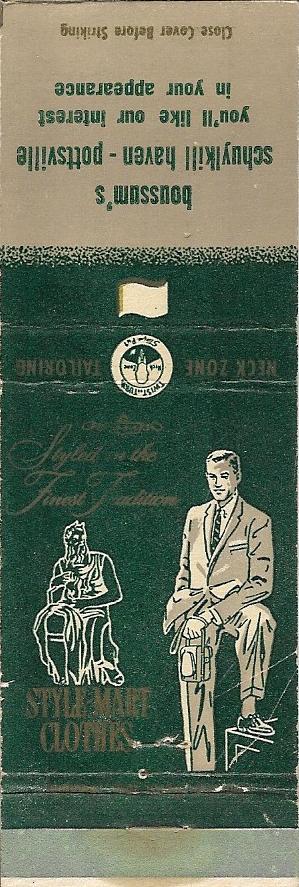 Close Cover Before Striking
boussum's
schuylkill haven - pottsville
you'll like our interest
in your appearance
NECK ZONE TAILORING
Styled in the
Finest Tradition
STYLE-MART
CLOTHES